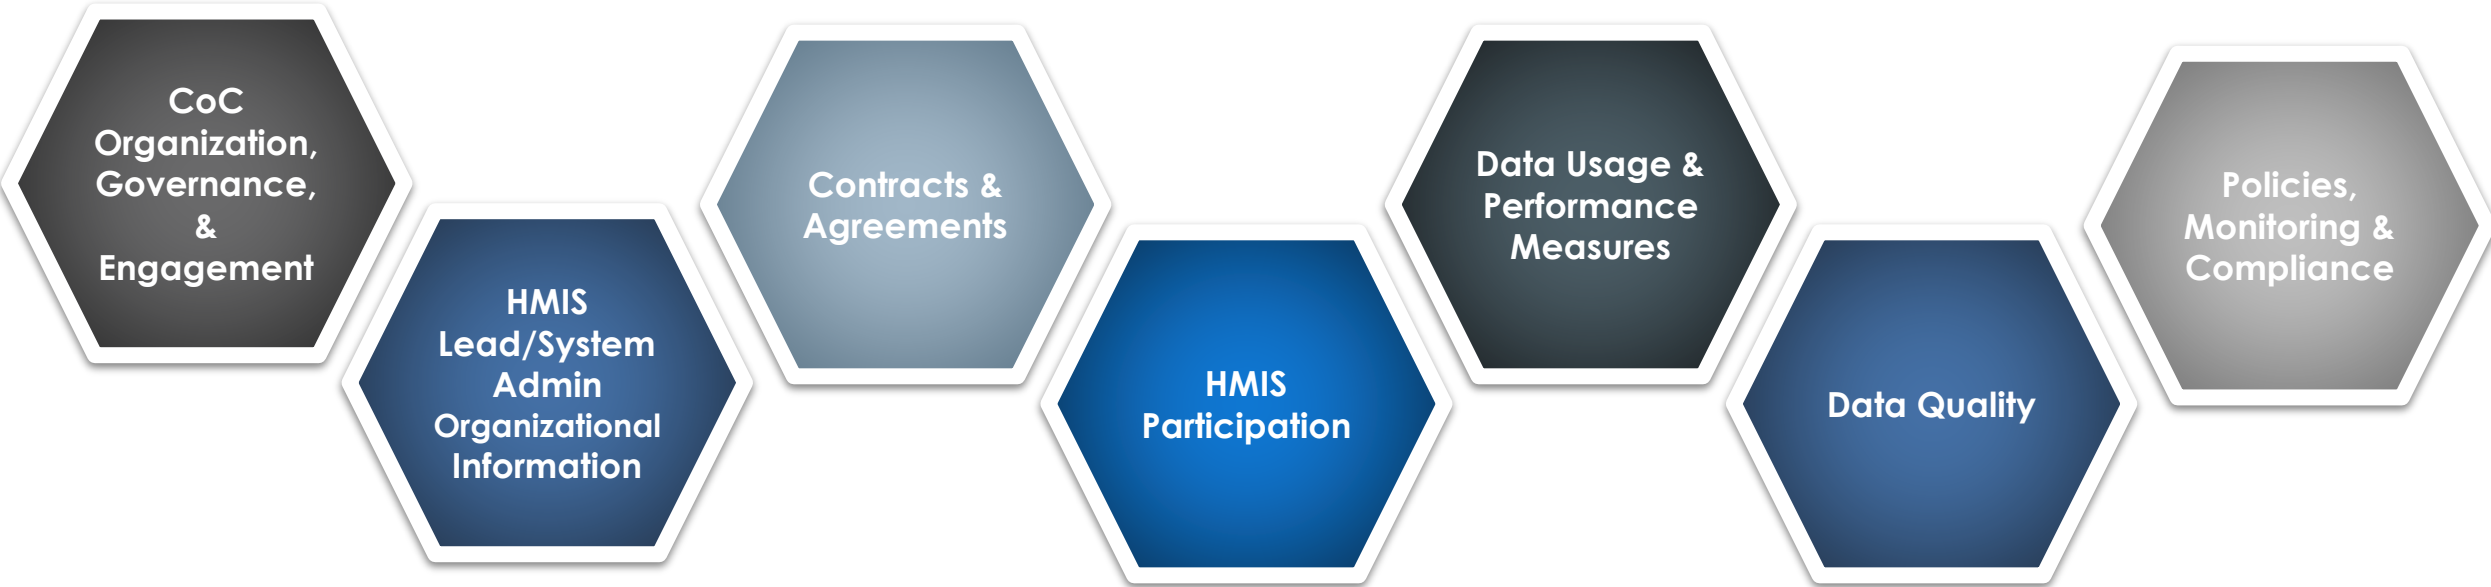 CoC
Organization,
Governance,
&
Engagement
HMIS
Lead/System
Admin
Organizational
Information
Contracts &
Agreements
HMIS
Participation
Data Usage &
Performance
Measures
Data Quality
Policies,
Monitoring &
Compliance